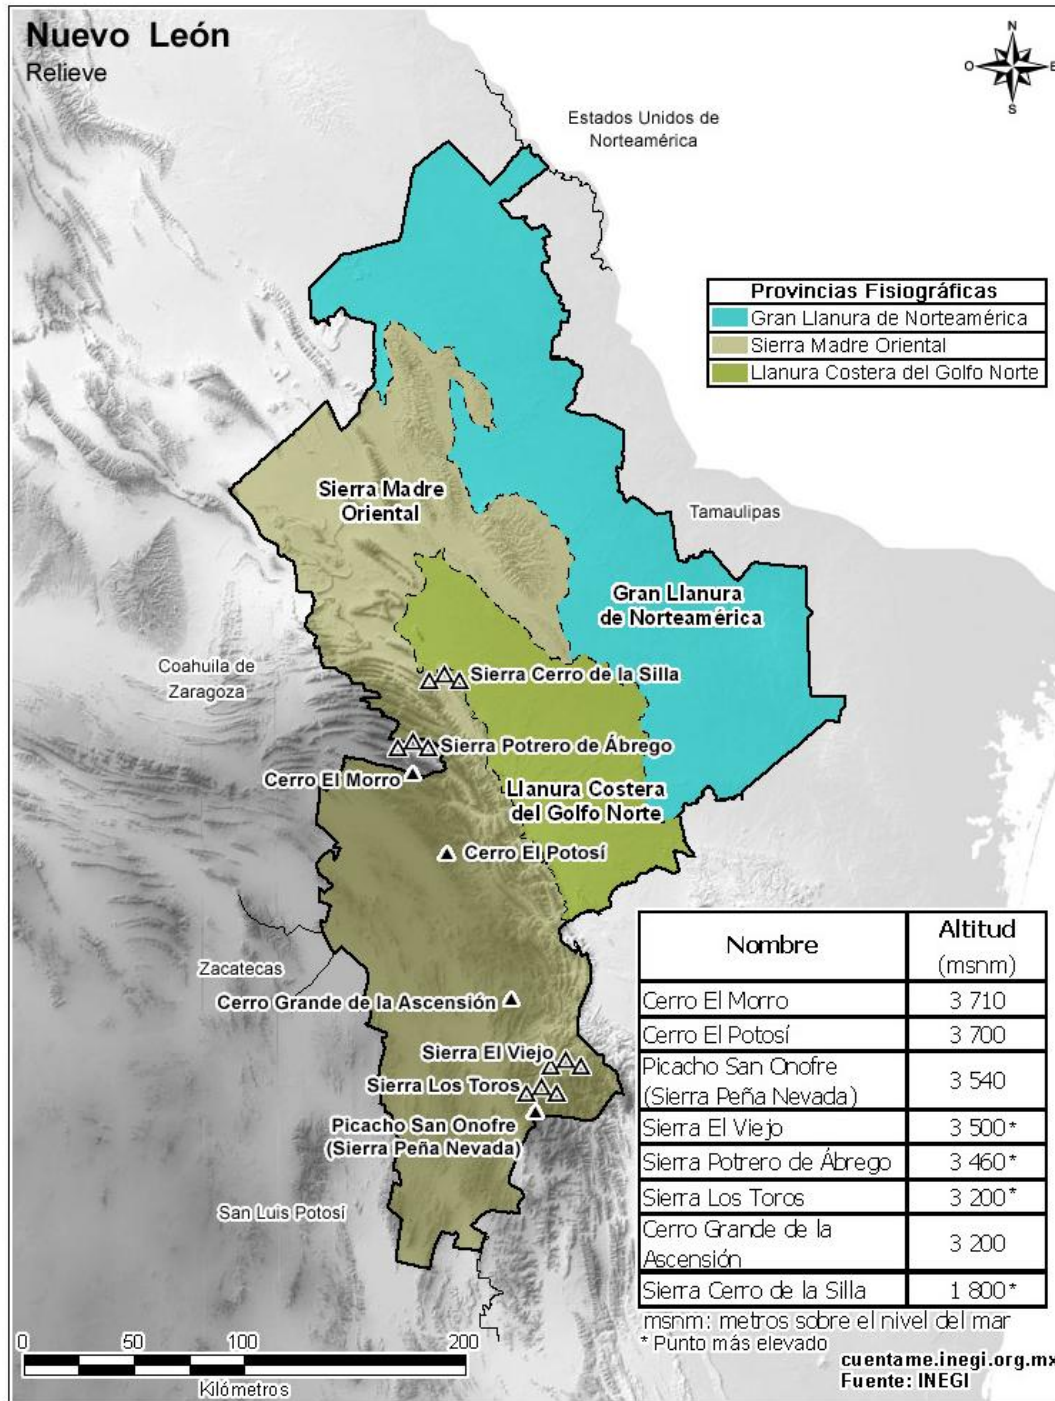 Nuevo León
Relieve
N
O
E
S
Estados Unidos de
Norteamérica
Provincias Fisiográficas
Gran Llanura de Norteamérica
Sierra Madre Oriental
Llanura Costera del Golfo Norte
Sierra Madre
Oriental
Tamaulipas
Gran Llanura
de Norteamérica
Coahuila de
Zaragoza
Sierra Cerro de la Silla
Sierra Potrero de Ábrego
Cerro El Morro
Llanura Costera
del Golfo Norte
Cerro El Potosí
Zacatecas
Cerro Grande de la Ascensión
Sierra El Viejo
Sierra Los Toros
Picacho San Onofre
(Sierra Peña Nevada)
San Luis Potosí
Nombre
Altitud
(msnm)
Cerro El Morro
3 710
Cerro El Potosí
3 700
Picacho San Onofre
(Sierra Peña Nevada)
3 540
Sierra El Viejo
3 500*
Sierra Potrero de Ábrego
3 460*
Sierra Los Toros
3 200*
Cerro Grande de la
Ascensión
3 200
Sierra Cerro de la Silla
1 800*
msnm: metros sobre el nivel del mar
* Punto más elevado
0 50 100 200
Kilómetros
cuentame.inegi.org.mx
Fuente: INEGI